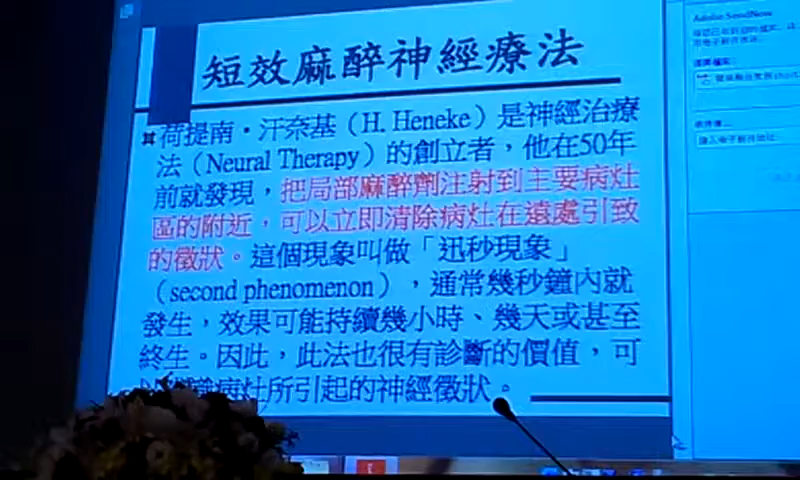 短效麻醉神經療法
荷提南·汗奈基（H. Heneke）是神經治療
法（Neural Therapy）的創立者，他在50年
前就發現，把局部麻醉劑注射到主要病灶
區的附近，可以立即清除病灶在遠處引致
的徵狀。這個現象叫做「迅秒現象」
（second phenomenon），通常幾秒鐘內就
發生，效果可能持續幾小時、幾天或甚至
終生。因此，此法也很有診斷的價值，可
病灶所引起的神經徵狀。
Adobe SendNow